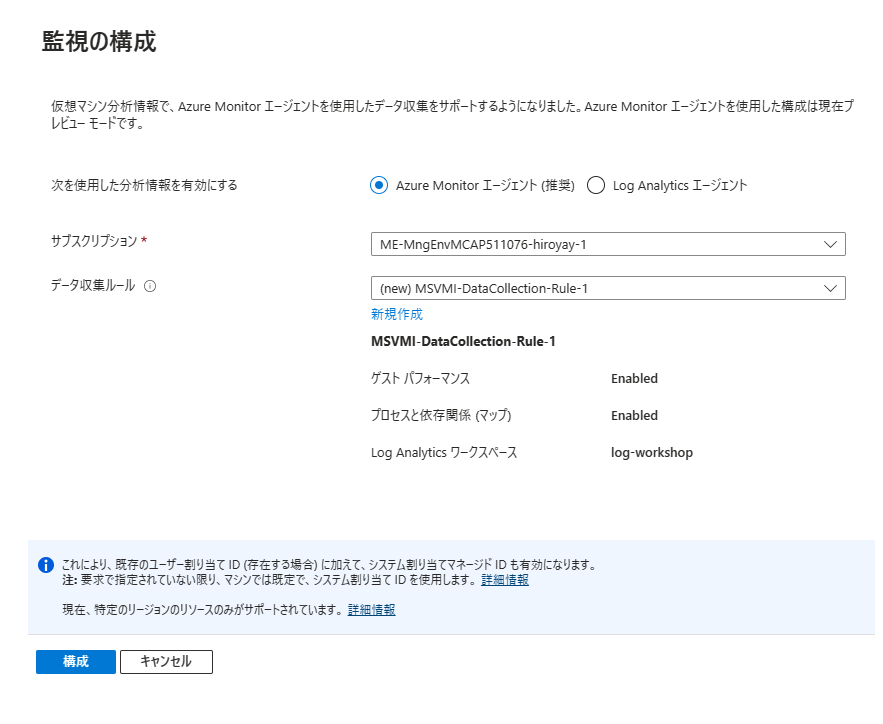 監視の構成
仮想マシン分析情報で、Azure Monitor エージェントを使用したデータ収集をサポートするようになりました。Azure Monitor エージェントを使用した構成は現在プ
レビュー モードです。
次を使用した分析情報を有効にする
Azure Monitor エージェント (推奨) Log Analytics エージェント
サブスクリプション *
ME-MngEnvMCAP511076-hiroyay-1
データ収集ルール
(new) MSVMI-DataCollection-Rule-1
新規作成
MSVMI-DataCollection-Rule-1
ゲスト パフォーマンス Enabled
プロセスと依存関係 (マップ) Enabled
Log Analytics ワークスペース log-workshop
これにより、既存のユーザー割り当て ID (存在する場合) に加えて、システム割り当てマネージド ID も有効になります。
注: 要求で指定されていない限り、マシンでは既定で、システム割り当て ID を使用します。 詳細情報
現在、特定のリージョンのリソースのみがサポートされています。 詳細情報
構成 キャンセル